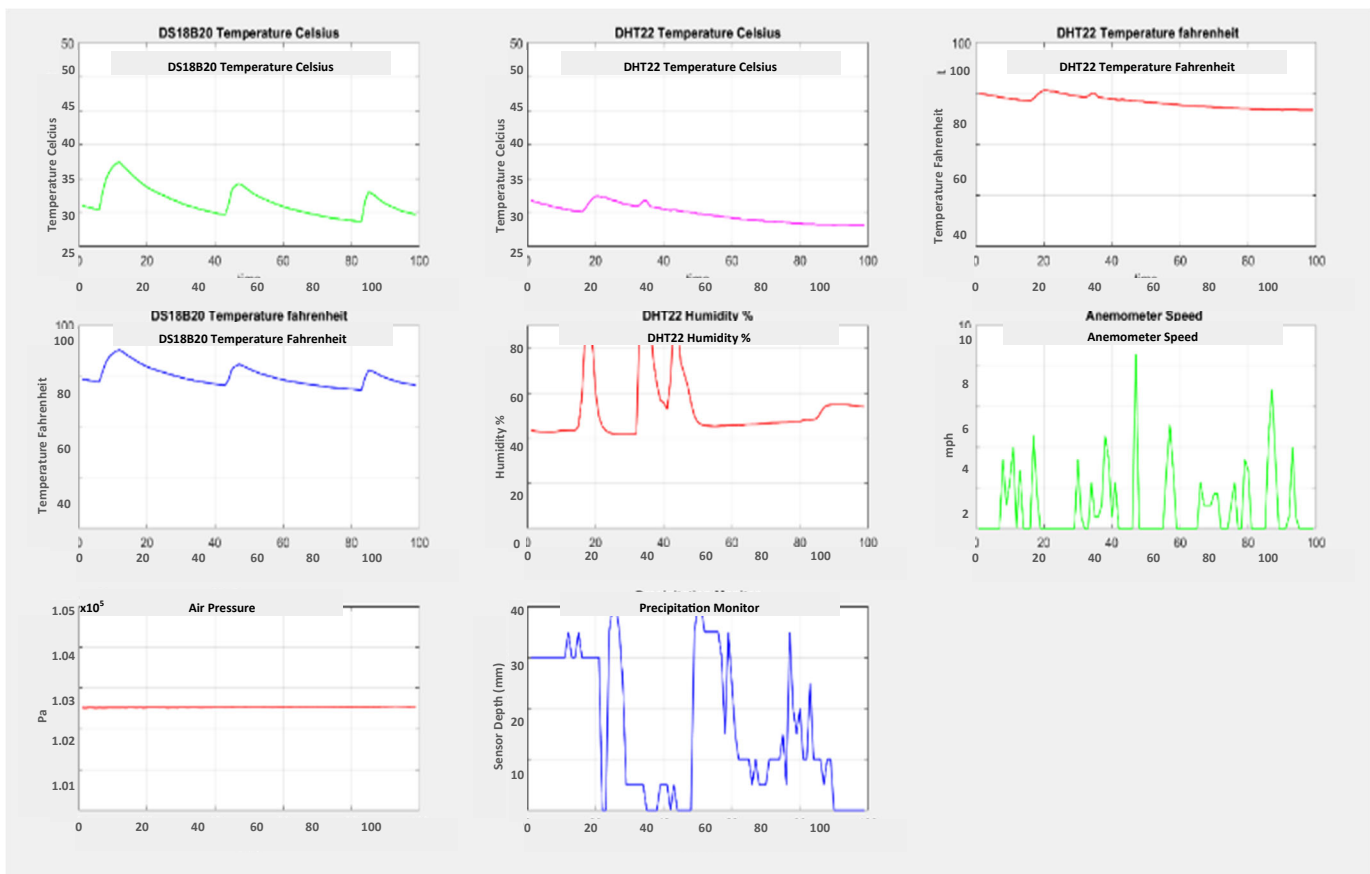 DS18B20 Temperature Celsius
50
50
DS18B20 Temperature Celsius
45
40
35
30
25
Temperature Celcius
0 20 40 60 80 100
0 20 40 60 80 100
DHT22 Temperature Celsius
50
50
DHT22 Temperature Celsius
45
40
35
30
25
Temperature Celcius
0 20 40 60 80 100
0 20 40 60 80 100
DHT22 Temperature fahrenheit
100
100
DHT22 Temperature Fahrenheit
80
60
40
Temperature Fahrenheit
0 20 40 60 80 100
0 20 40 60 80 100
DS18B20 Temperature fahrenheit
100
100
DS18B20 Temperature Fahrenheit
80
60
40
Temperature Fahrenheit
0 20 40 60 80 100
0 20 40 60 80 100
DHT22 Humidity %
DHT22 Humidity %
80
60
40
20
0
Humidity %
0 20 40 60 80 100
0 20 40 60 80 100
Anemometer Speed
10
10
Anemometer Speed
8
6
4
2
mph
0 20 40 60 80 100
0 20 40 60 80 100
1.05 x10⁵
Air Pressure
1.04
1.03
1.02
1.01
Pa
0 20 40 60 80 100
Precipitation Monitor
40
30
20
10
Sensor Depth (mm)
0 20 40 60 80 100